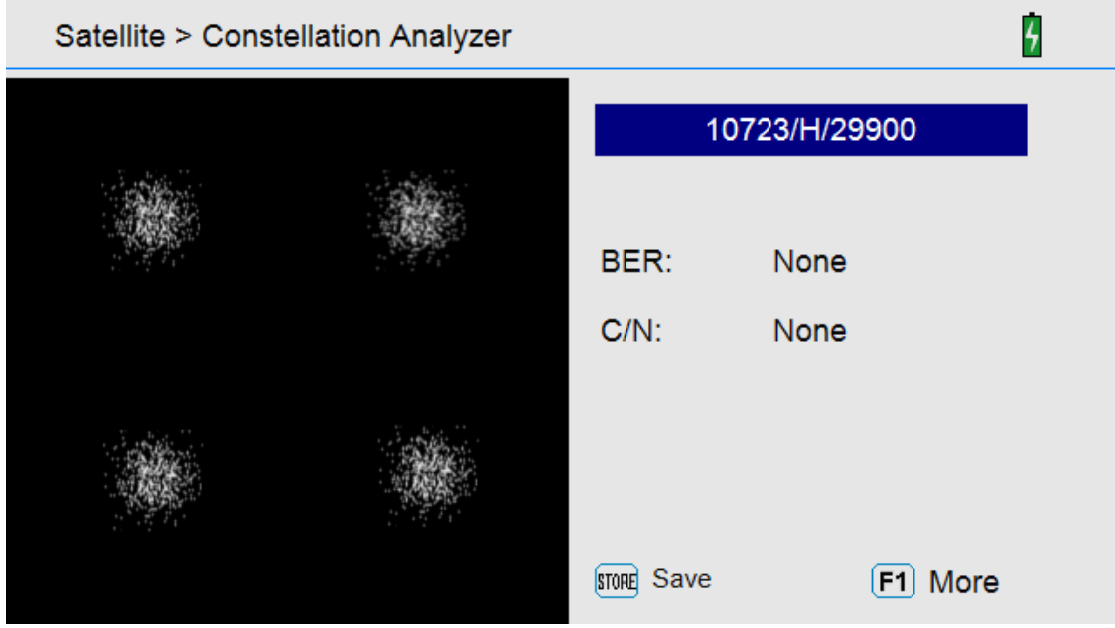 Satellite > Constellation Analyzer
10723/H/29900
BER: None
C/N: None
STORE Save
F1 More